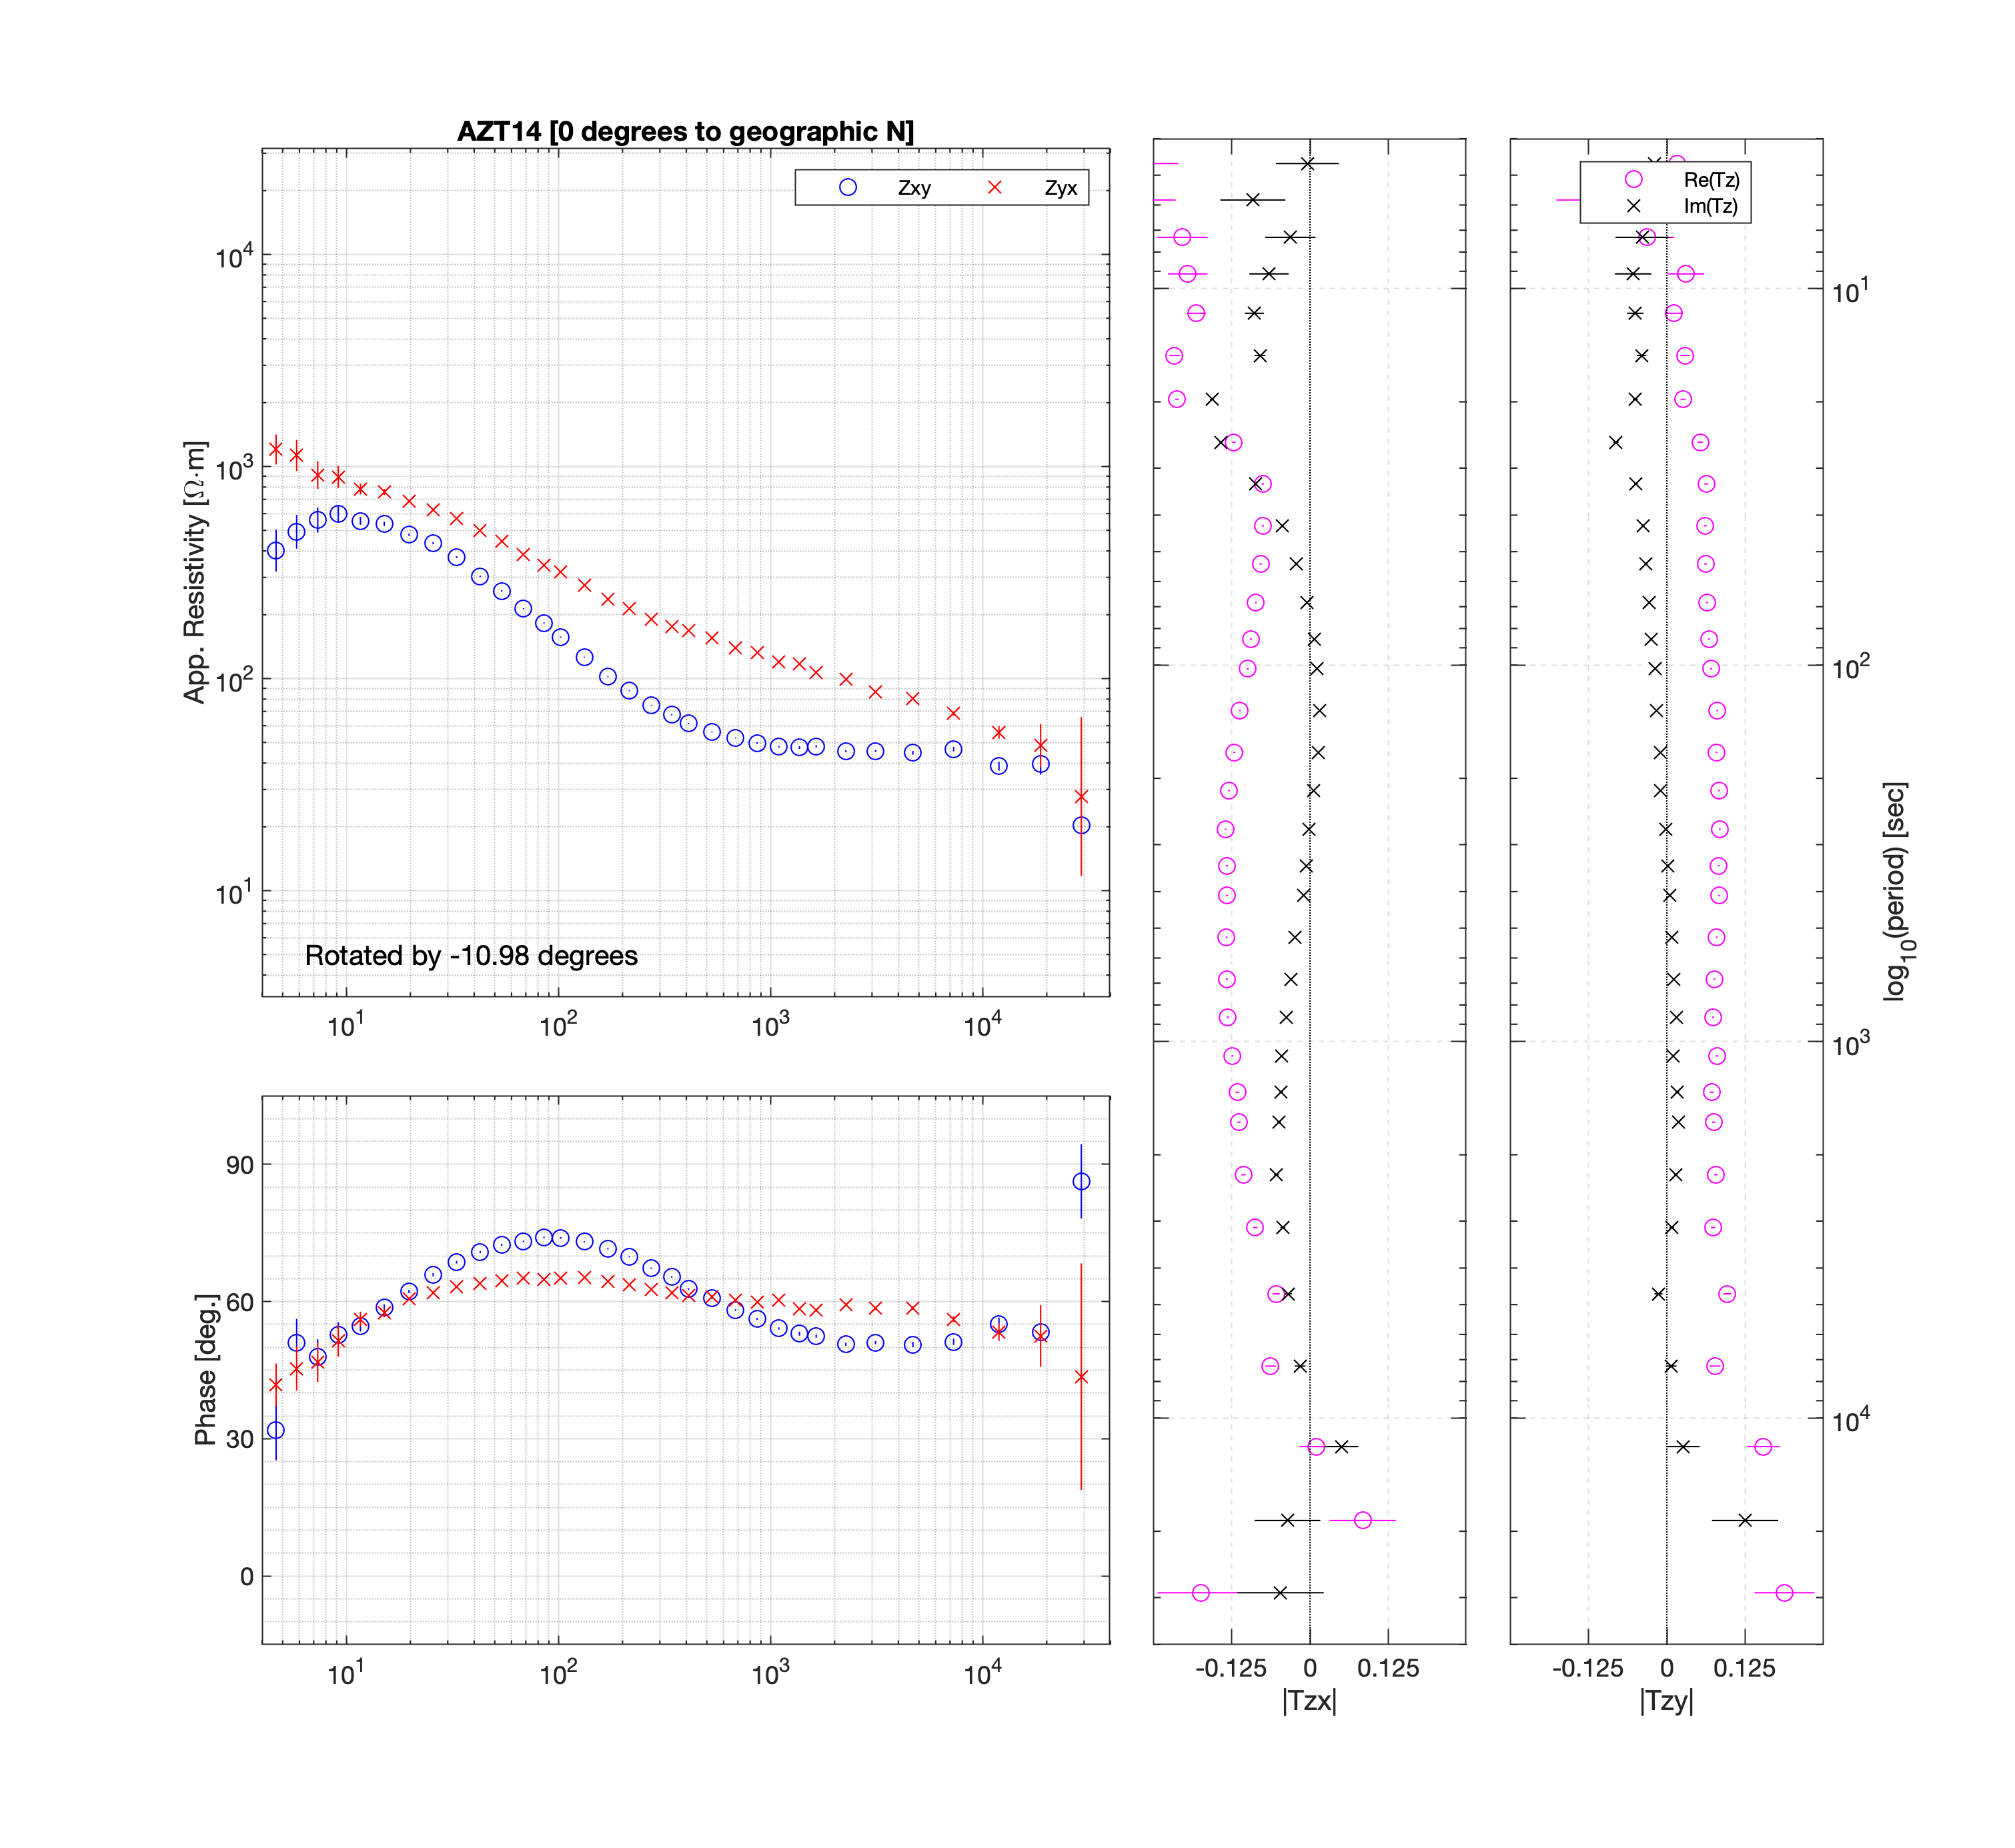 AZT14 [0 degrees to geographic N]
Zxy Zyx
App. Resistivity [Ω·m]
10^4
10^3
10^2
10^1
Rotated by -10.98 degrees
10^1 10^2 10^3 10^4
Phase [deg.]
90
60
30
0
10^1 10^2 10^3 10^4
-0.125 0 0.125
|Tzx|
Re(Tz)
Im(Tz)
-0.125 0 0.125
|Tzy|
10^1
10^2
10^3
10^4
log10(period) [sec]